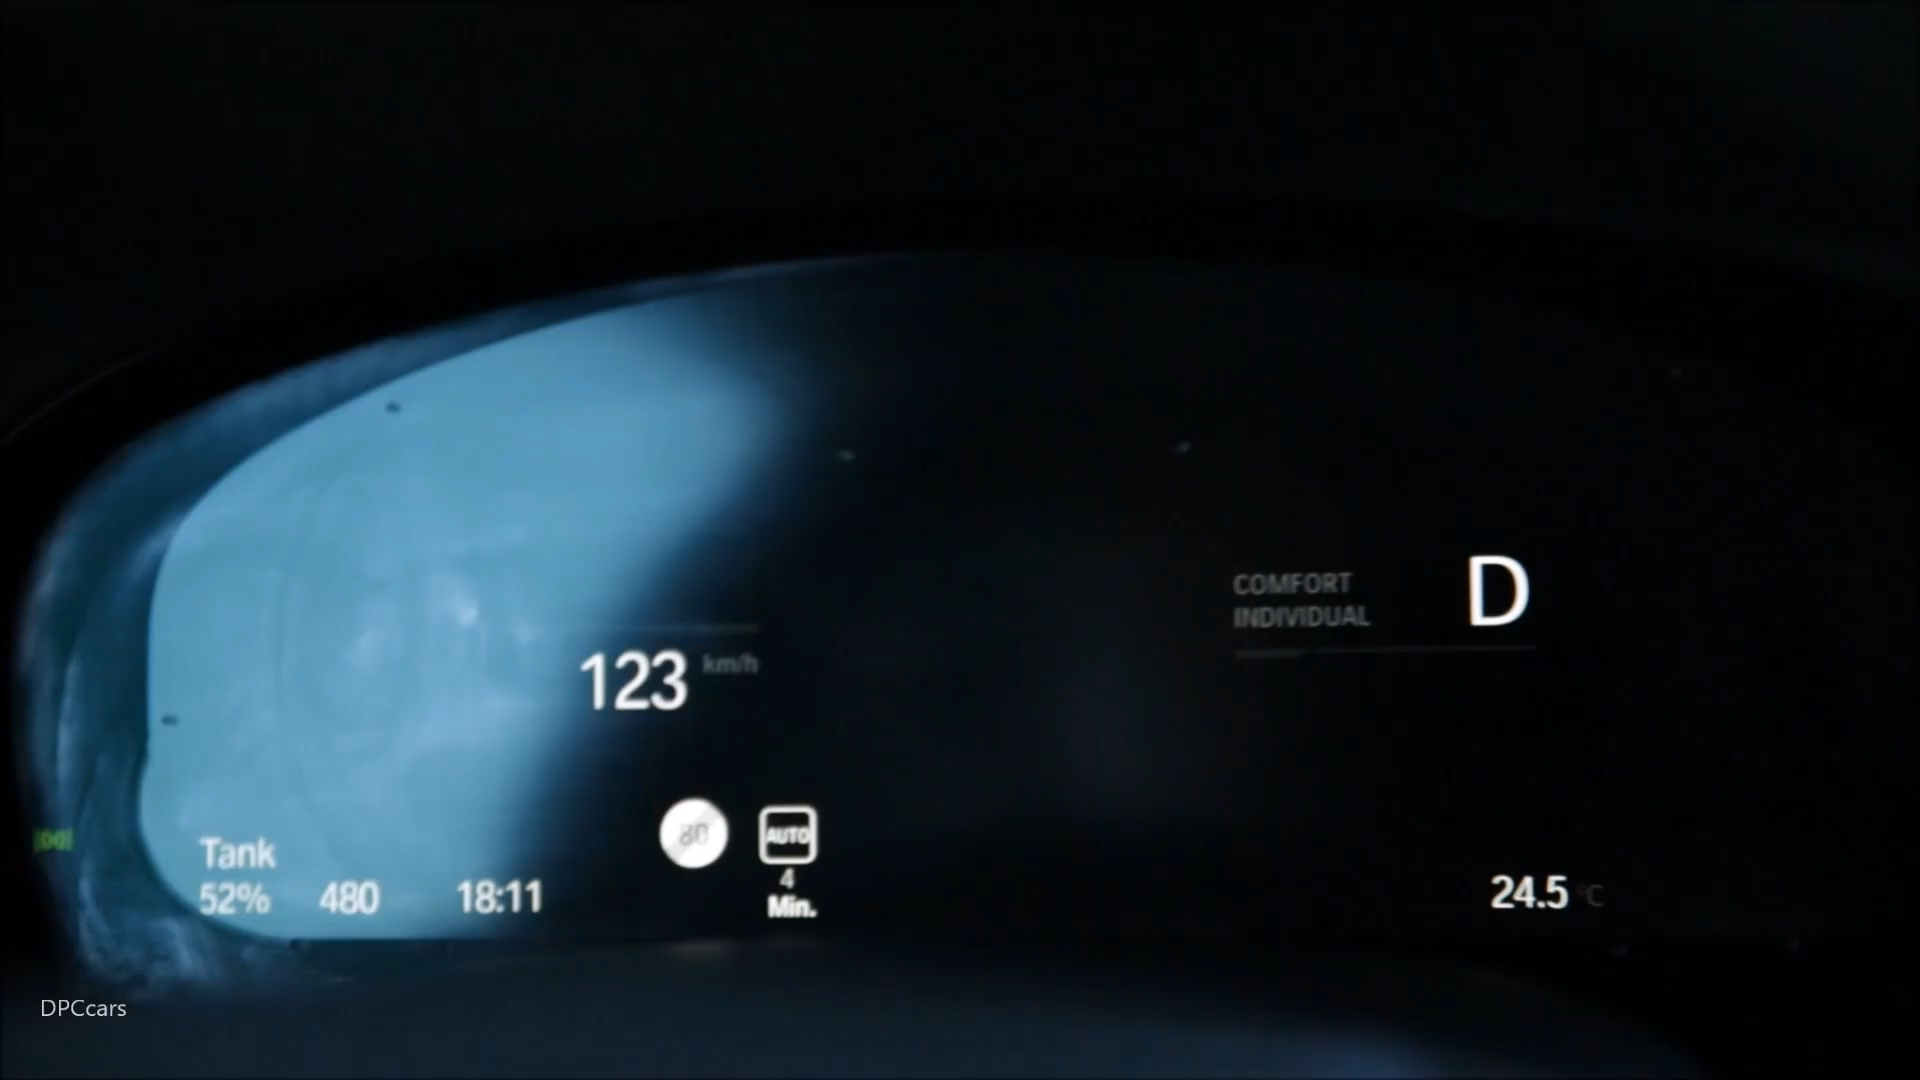 COMFORT
INDIVIDUAL
D
123 km/h
80
AUTO
4
Min.
Tank
52% 480 18:11
24.5 °C
DPCcars